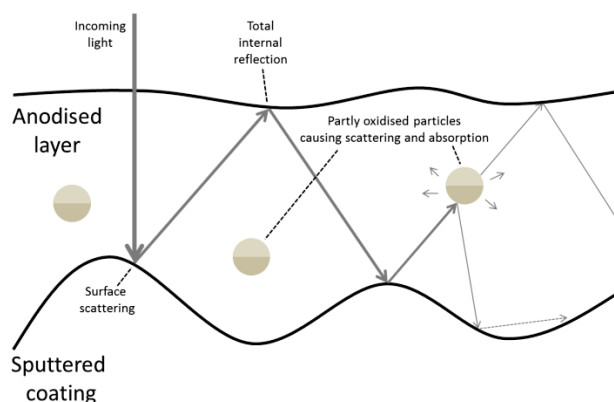 Incoming
light
Total
internal
reflection
Anodised
layer
Partly oxidised particles
causing scattering and absorption
Surface
scattering
Sputtered
coating